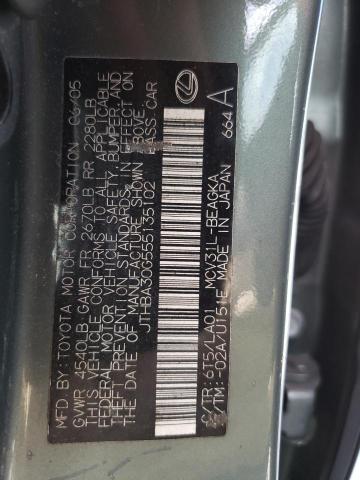 MFD BY: TOYOTA MOTOR CORPORATION 06/05
GVWR 4540LB GAWR FR 2670LB RR 2280LB
THIS VEHICLE CONFORMS TO ALL APPLICABLE
FEDERAL MOTOR VEHICLE SAFETY, BUMPER, AND
THEFT PREVENTION STANDARDS IN EFFECT ON
THE DATE OF MANUFACTURE SHOWN ABOVE.
JTHBA30G555135102 PASS CAR
C/TR: 6T5/LA01 MCV31L-TBEAGKA
A/TM: -02A/U151E MADE IN JAPAN
664 A